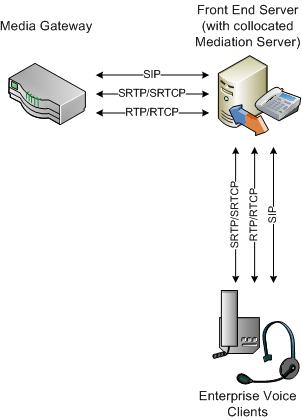 Media Gateway
Front End Server
(with collocated
Mediation Server)
SIP
SRTP/SRTCP
RTP/RTCP
SRTP/SRTCP
RTP/RTCP
SIP
Enterprise Voice
Clients